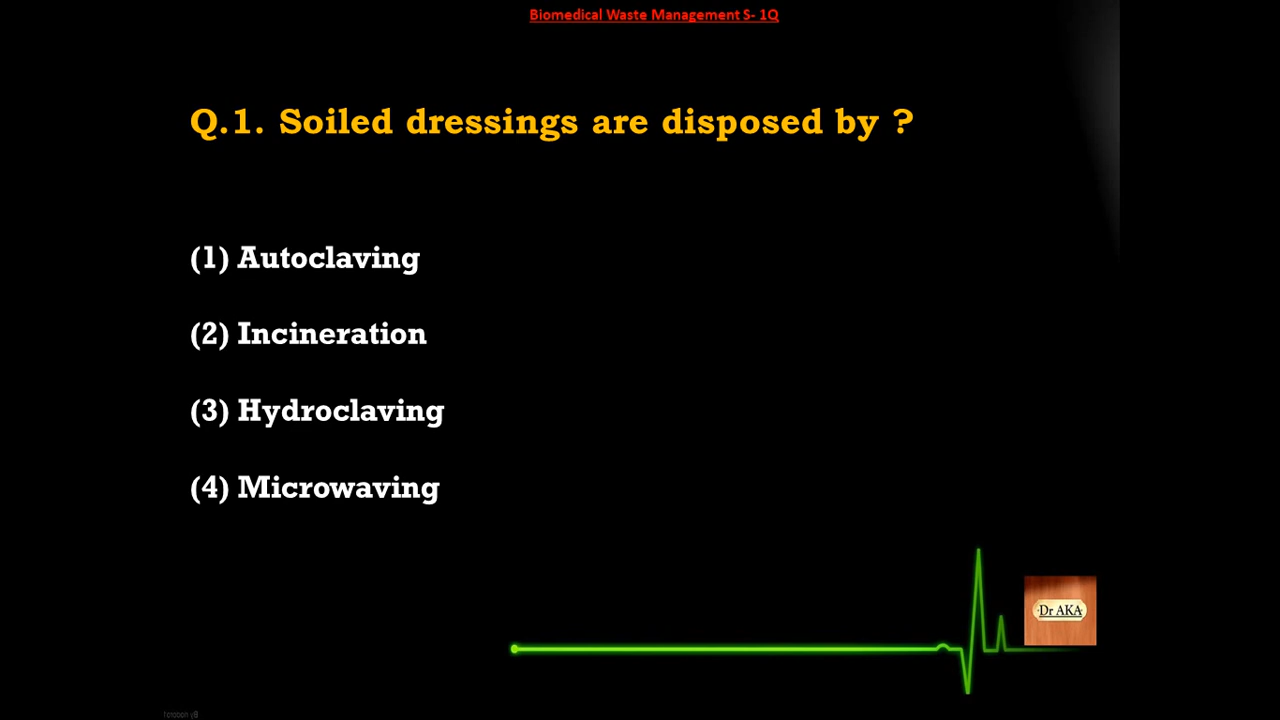 Biomedical Waste Management S- 1Q
Q.1. Soiled dressings are disposed by ?
(1) Autoclaving
(2) Incineration
(3) Hydroclaving
(4) Microwaving
Dr AKA